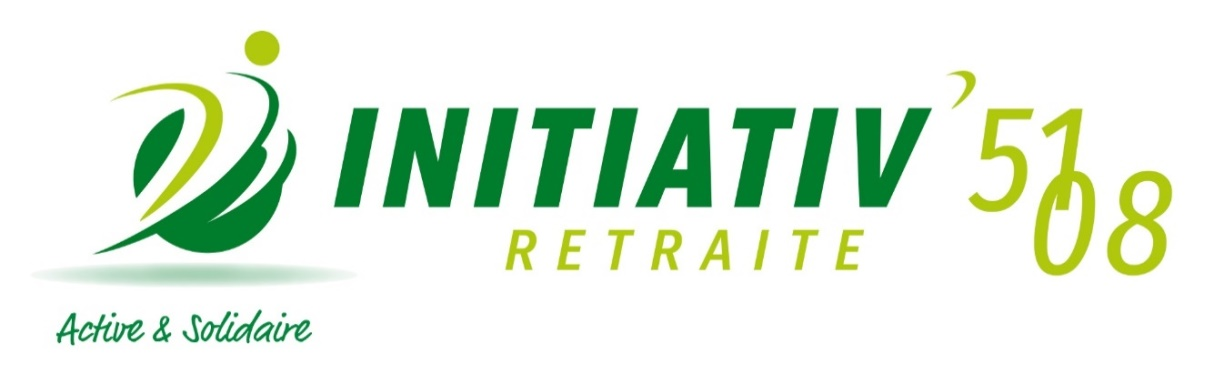 INITIATIV'51
08
RETRAITE
Active & Solidaire